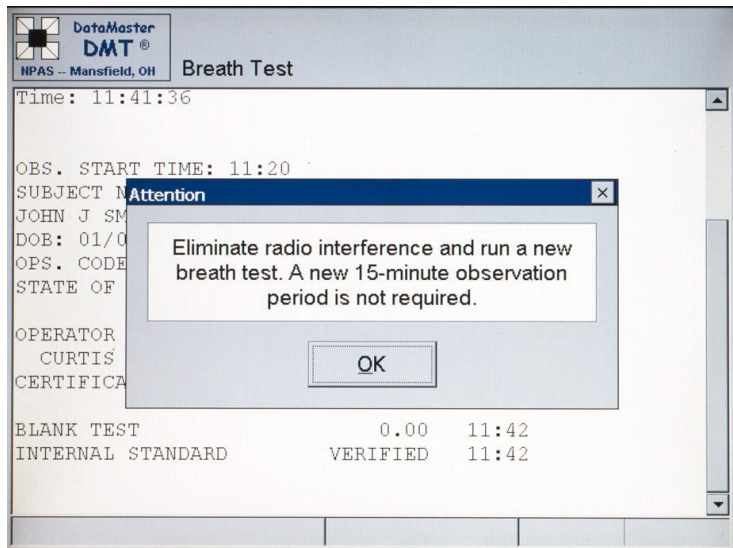 DataMaster
DMT ®
NPAS -- Mansfield, OH
Breath Test
Time: 11:41:36
OBS. START TIME: 11:20
SUBJECT
JOHN J
DOB: 01/0
OPS. CODE
STATE OF
OPERATOR
CURTIS
CERTIFICA
BLANK TEST 0.00 11:42
INTERNAL STANDARD VERIFIED 11:42
Attention
Eliminate radio interference and run a new
breath test. A new 15-minute observation
period is not required.
OK